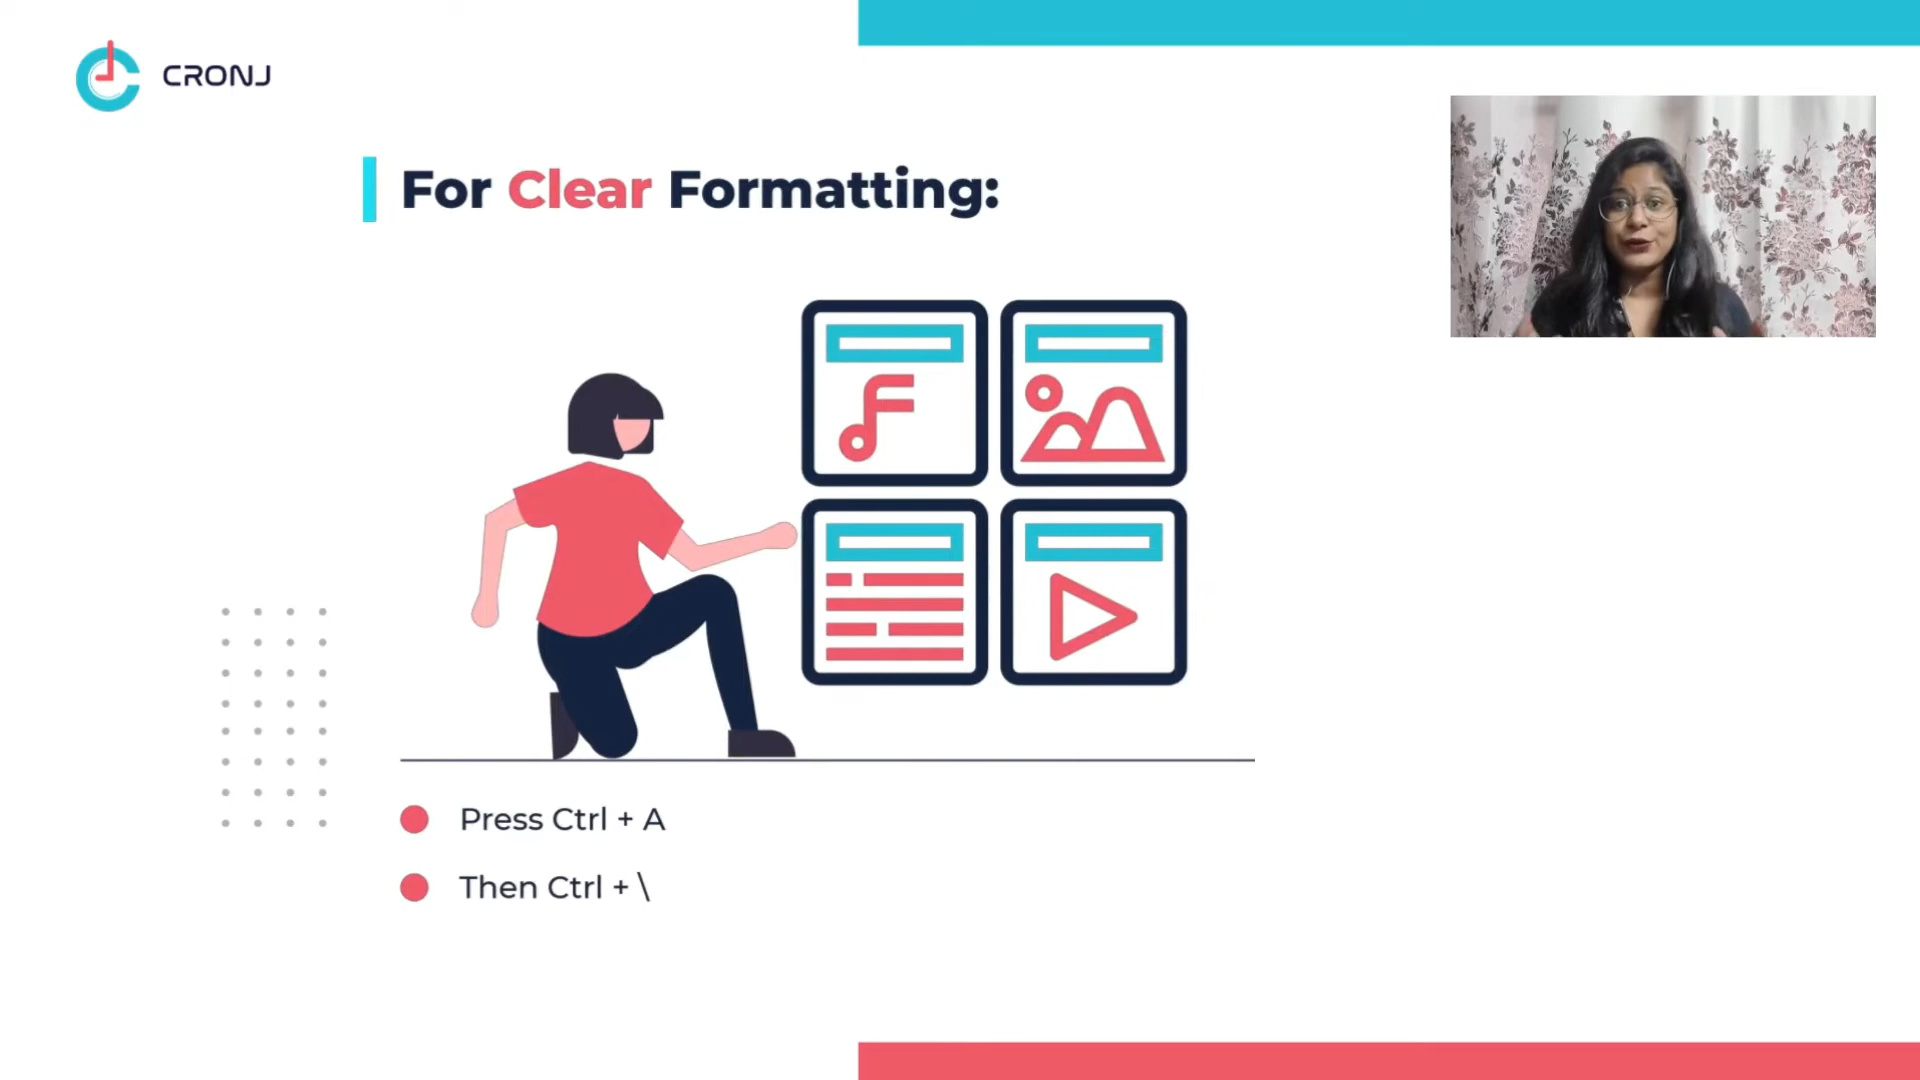 CRONJ
For Clear Formatting:
Press Ctrl + A
Then Ctrl + \